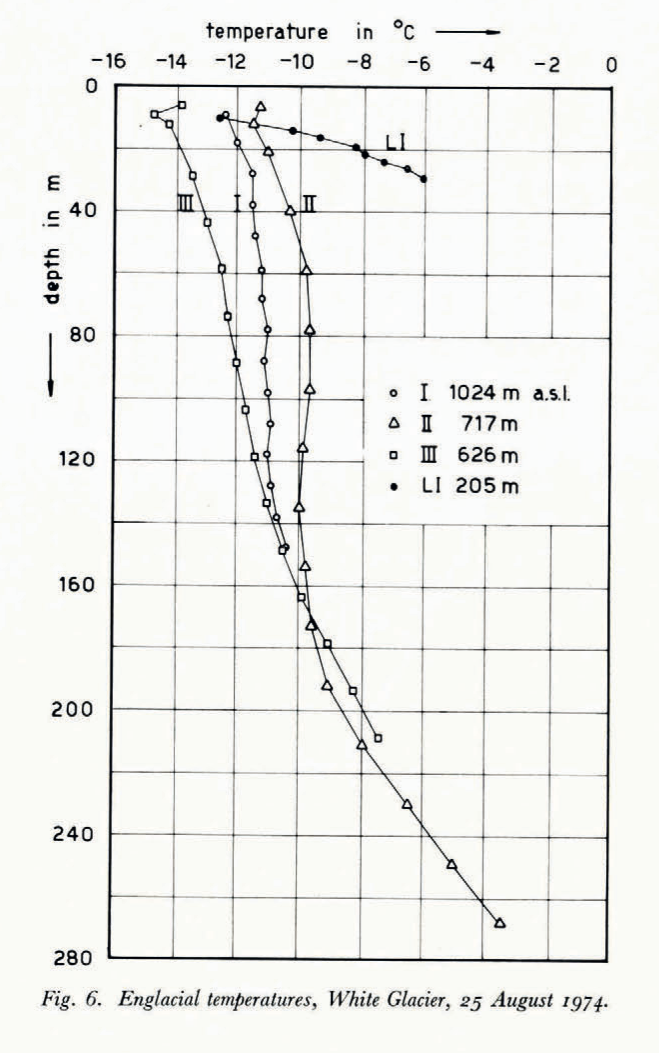 temperature in °C
-16 -14 -12 -10 -8 -6 -4 -2 0
0
LI
depth in m
III I II
40
80
I 1024 m a.s.l.
II 717 m
120
III 626 m
LI 205 m
160
200
240
280
Fig. 6. Englacial temperatures, White Glacier, 25 August 1974.